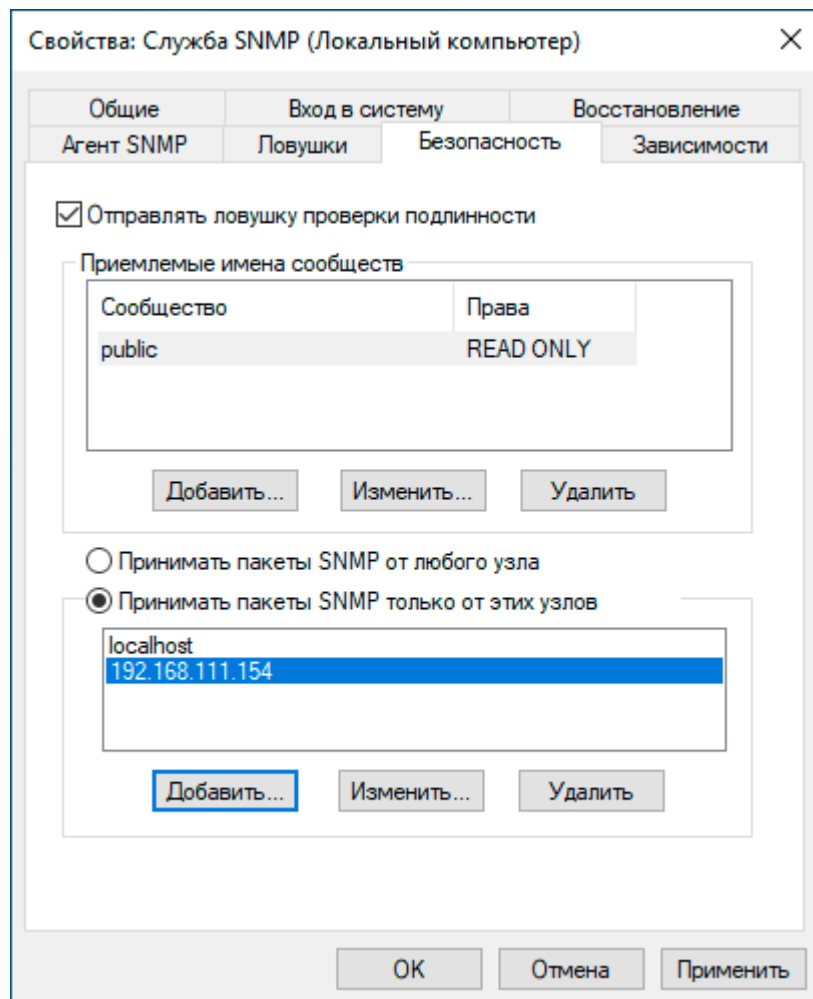 Свойства: Служба SNMP (Локальный компьютер)
Общие Вход в систему Восстановление
Агент SNMP Ловушки Безопасность Зависимости
Отправлять ловушку проверки подлинности
Приемлемые имена сообществ
Сообщество Права
public READ ONLY
Добавить... Изменить... Удалить
Принимать пакеты SNMP от любого узла
Принимать пакеты SNMP только от этих узлов
localhost
192.168.111.154
Добавить... Изменить... Удалить
OK Отмена Применить